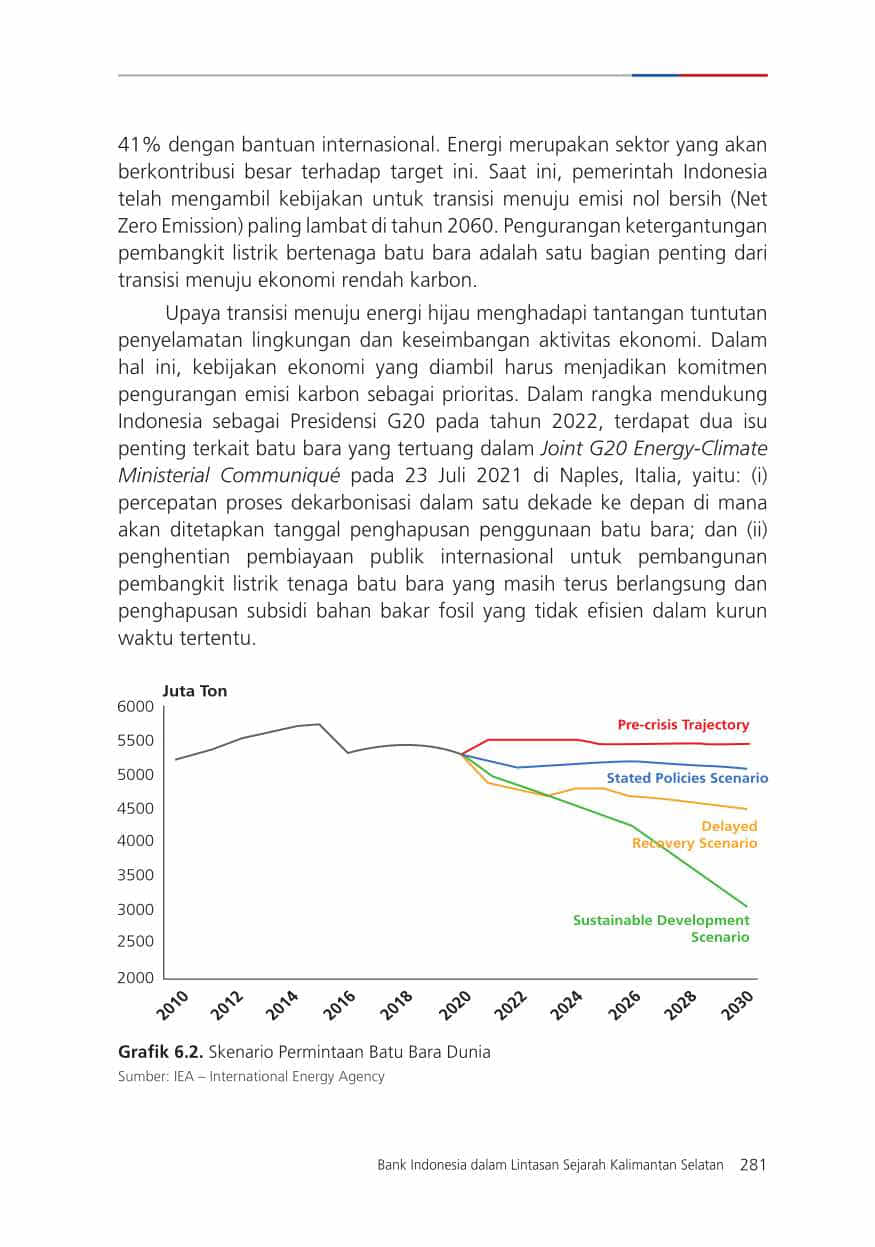 41% dengan bantuan internasional. Energi merupakan sektor yang akan
berkontribusi besar terhadap target ini. Saat ini, pemerintah Indonesia
telah mengambil kebijakan untuk transisi menuju emisi nol bersih (Net
Zero Emission) paling lambat di tahun 2060. Pengurangan ketergantungan
pembangkit listrik bertenaga batu bara adalah satu bagian penting dari
transisi menuju ekonomi rendah karbon.
Upaya transisi menuju energi hijau menghadapi tantangan tuntutan
penyelamatan lingkungan dan keseimbangan aktivitas ekonomi. Dalam
hal ini, kebijakan ekonomi yang diambil harus menjadikan komitmen
pengurangan emisi karbon sebagai prioritas. Dalam rangka mendukung
Indonesia sebagai Presidensi G20 pada tahun 2022, terdapat dua isu
penting terkait batu bara yang tertuang dalam Joint G20 Energy-Climate
Ministerial Communiqué pada 23 Juli 2021 di Naples, Italia, yaitu: (i)
percepatan proses dekarbonisasi dalam satu dekade ke depan di mana
akan ditetapkan tanggal penghapusan penggunaan batu bara; dan (ii)
penghentian pembiayaan publik internasional untuk pembangunan
pembangkit listrik tenaga batu bara yang masih terus berlangsung dan
penghapusan subsidi bahan bakar fosil yang tidak efisien dalam kurun
waktu tertentu.
Juta Ton
6000
5500
5000
4500
4000
3500
3000
2500
2000
Pre-crisis Trajectory
Stated Policies Scenario
Delayed
Recovery Scenario
Sustainable Development
Scenario
2010 2012 2014 2016 2018 2020 2022 2024 2026 2028 2030
Grafik 6.2. Skenario Permintaan Batu Bara Dunia
Sumber: IEA – International Energy Agency
Bank Indonesia dalam Lintasan Sejarah Kalimantan Selatan 281